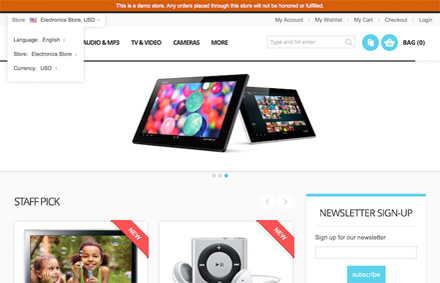 This is a demo store. Any orders placed through this store will not be honored or fulfilled.
Store: Electronics Store, USD
My Account My Wishlist My Cart Checkout Login
Language: English
Store: Electronics Store
Currency: USD
AUDIO & MP3 TV & VIDEO CAMERAS MORE
Type and hit enter
BAG (0)
STAFF PICK
NEW
NEW
MENU
NEWSLETTER SIGN-UP
Sign up for our newsletter
subscribe